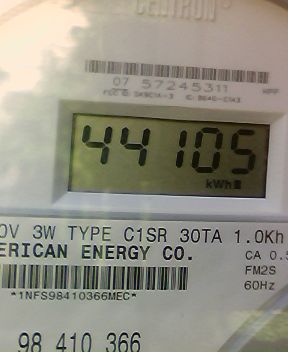 CENTRON
07 57245311
44105
kWh
0V 3W TYPE C1SR 30TA 1.0Kh
ERICAN ENERGY CO.
CA 0.5
FM2S
60Hz
*1NFS98410366MEC*
98 410 366